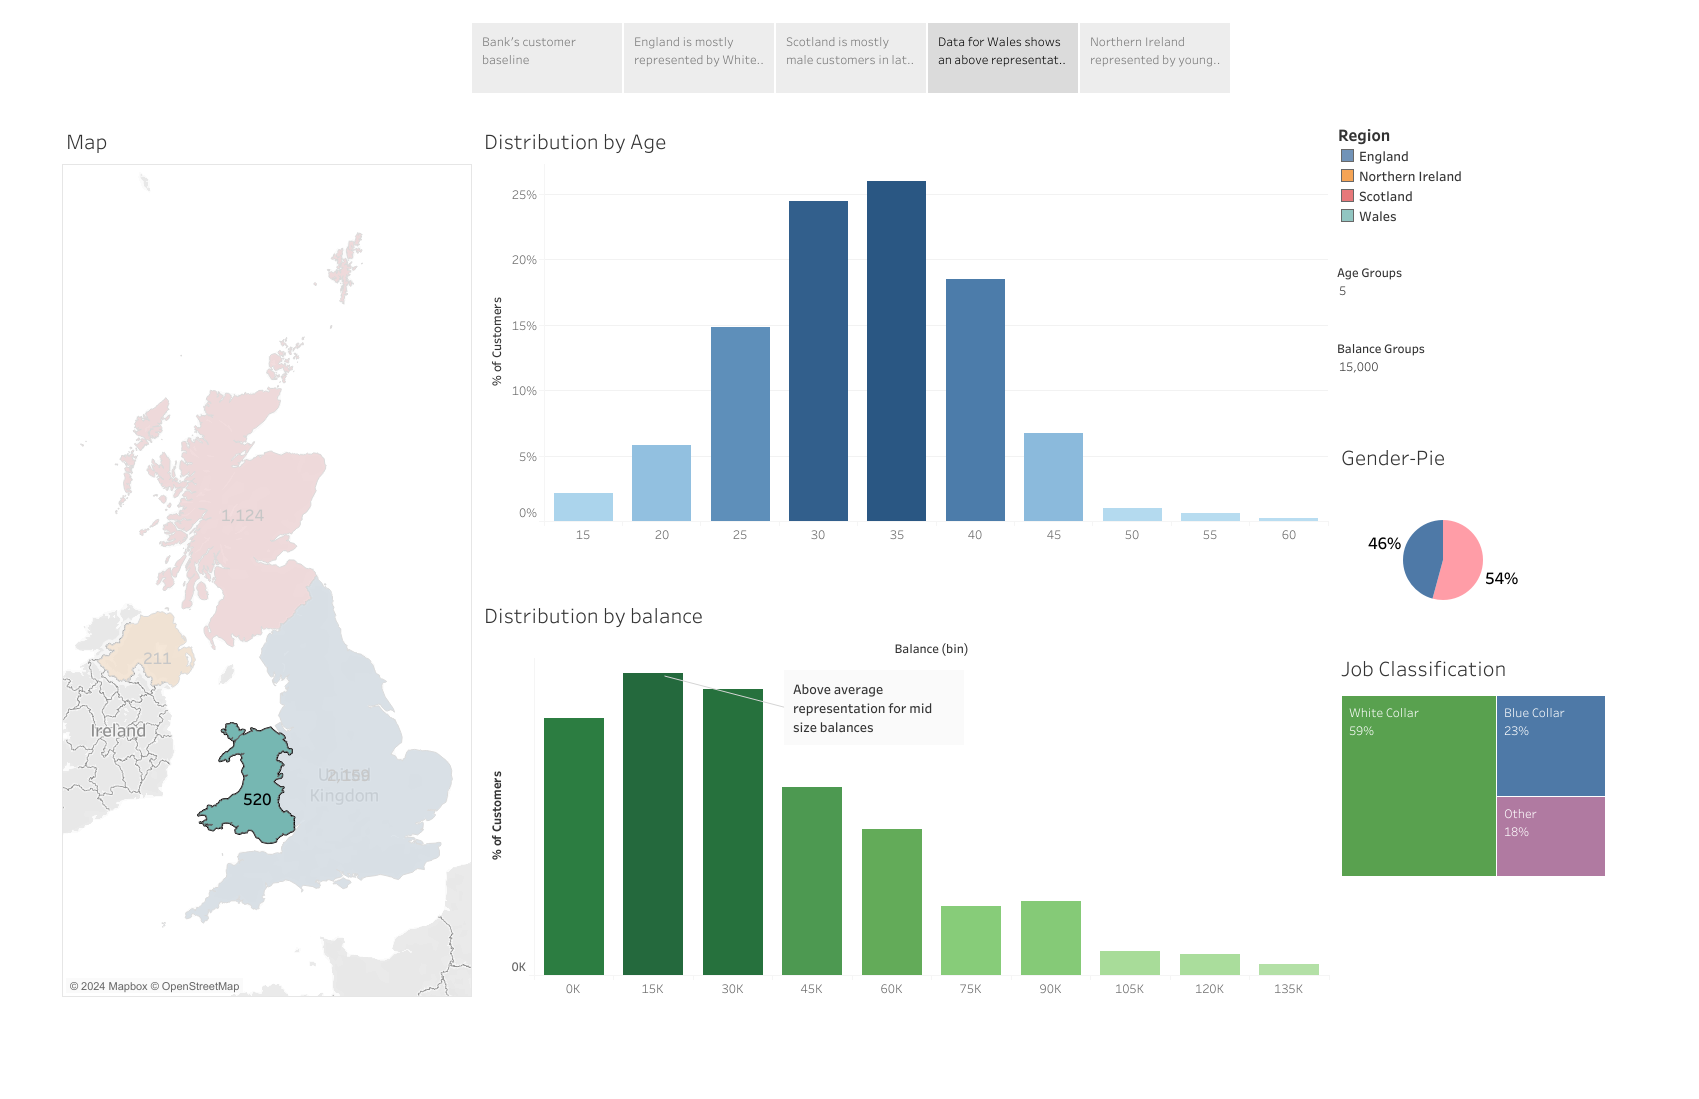 Bank's customer
baseline
England is mostly
represented by White..
Scotland is mostly
male customers in lat..
Data for Wales shows
an above representat..
Northern Ireland
represented by young..
Map
1,124
211
Ireland
United
2,159
Kingdom
520
© 2024 Mapbox © OpenStreetMap
Distribution by Age
% of Customers
25%
20%
15%
10%
5%
0%
15 20 25 30 35 40 45 50 55 60
Distribution by balance
Balance (bin)
Above average
representation for mid
size balances
% of Customers
0K
0K 15K 30K 45K 60K 75K 90K 105K 120K 135K
Region
England
Northern Ireland
Scotland
Wales
Age Groups
5
Balance Groups
15,000
Gender-Pie
46%
54%
Job Classification
White Collar
59%
Blue Collar
23%
Other
18%